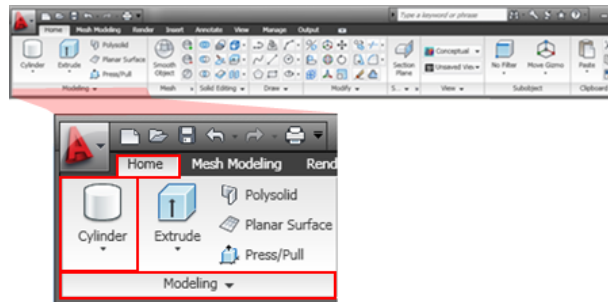 Type a keyword or phrase
Home Mesh Modeling Render Insert Annotate View Manage Output
Polysolid
Planar Surface
Press/Pull
Cylinder Extrude Smooth Object Section Plane Conceptual Unsaved View No Filter Move Gizmo Paste
Modeling Mesh Solid Editing Draw Modify S... View Subobject Clipboard
Home Mesh Modeling Rend
Polysolid
Planar Surface
Cylinder Extrude
Press/Pull
Modeling